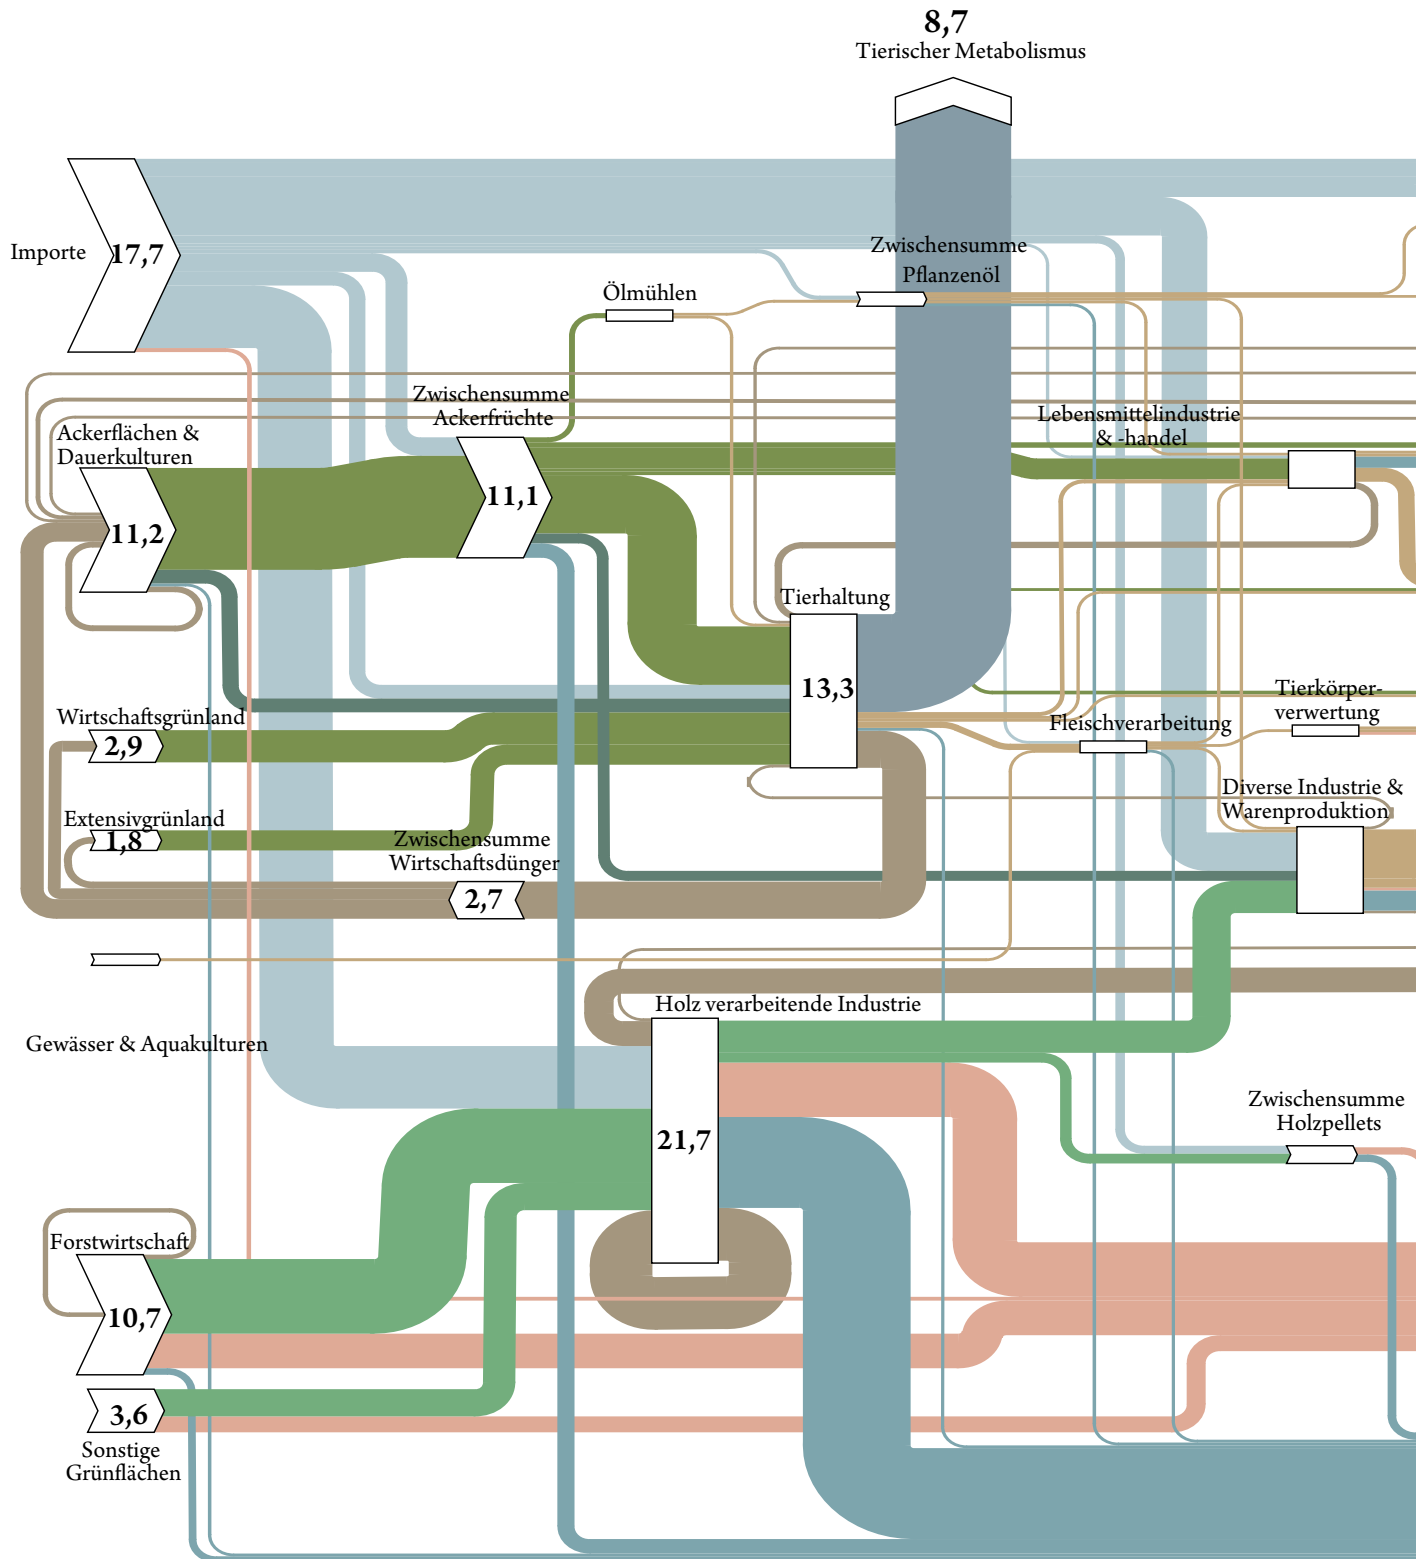 8,7
Tierischer Metabolismus
Importe
17,7
Zwischensumme
Pflanzenöl
Ölmühlen
Zwischensumme
Ackerfrüchte
Lebensmittelindustrie
& -handel
Ackerflächen &
Dauerkulturen
11,1
11,2
Tierhaltung
13,3
Tierkörper-
verwertung
Wirtschaftsgrünland
2,9
Fleischverarbeitung
Diverse Industrie &
Warenproduktion
Extensivgrünland
1,8
Zwischensumme
Wirtschaftsdünger
2,7
Holz verarbeitende Industrie
Gewässer & Aquakulturen
21,7
Zwischensumme
Holzpellets
Forstwirtschaft
10,7
3,6
Sonstige
Grünflächen